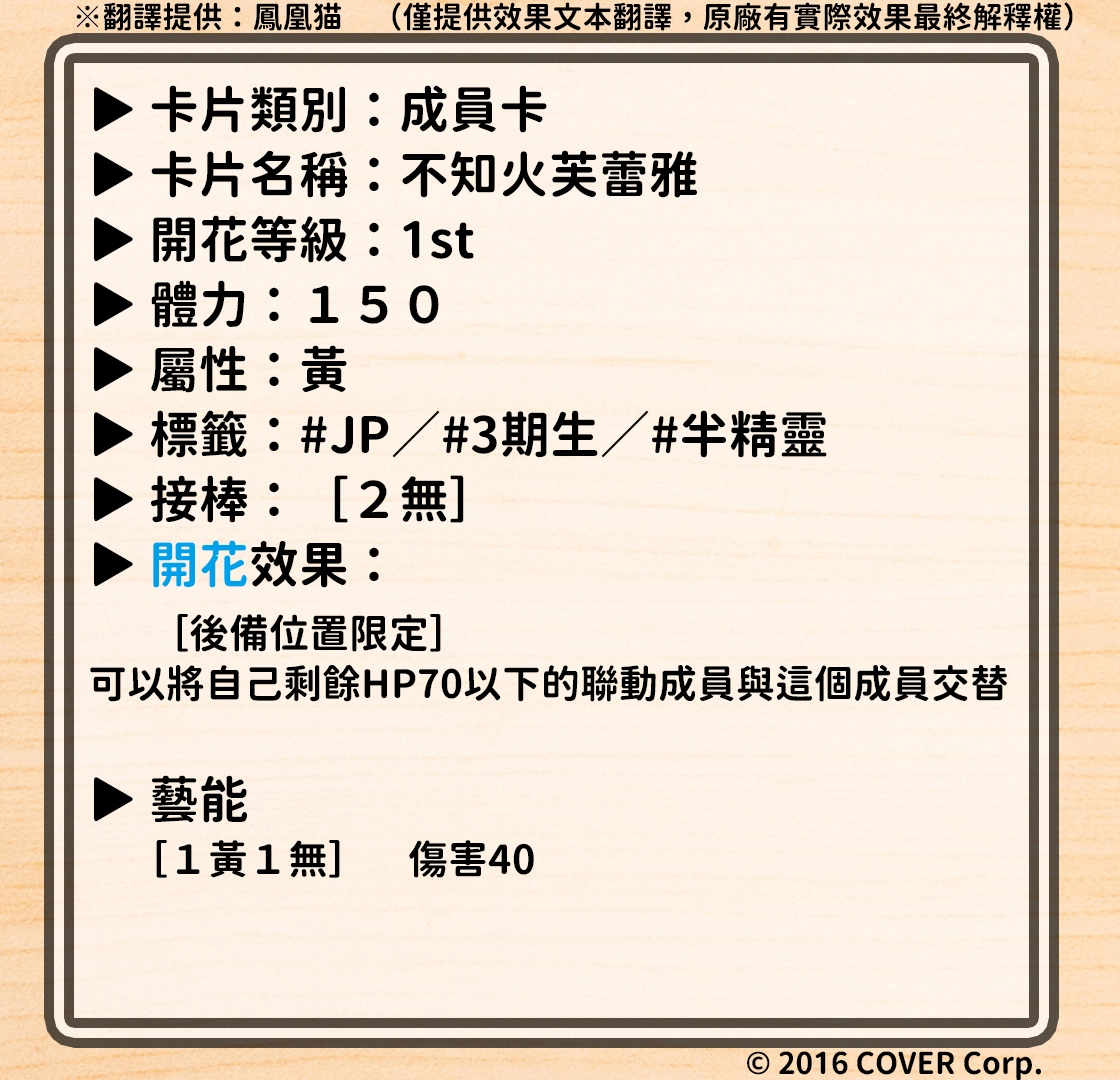 ※翻譯提供：鳳凰猫　（僅提供效果文本翻譯，原廠有實際效果最終解釋權）
▶ 卡片類別：成員卡
▶ 卡片名稱：不知火芙蕾雅
▶ 開花等級：1st
▶ 體力：１５０
▶ 屬性：黃
▶ 標籤：#JP／#3期生／#半精靈
▶ 接棒：［２無］
▶ 開花效果：
［後備位置限定］
可以將自己剩餘HP70以下的聯動成員與這個成員交替
▶ 藝能
［１黃１無］　傷害40
© 2016 COVER Corp.